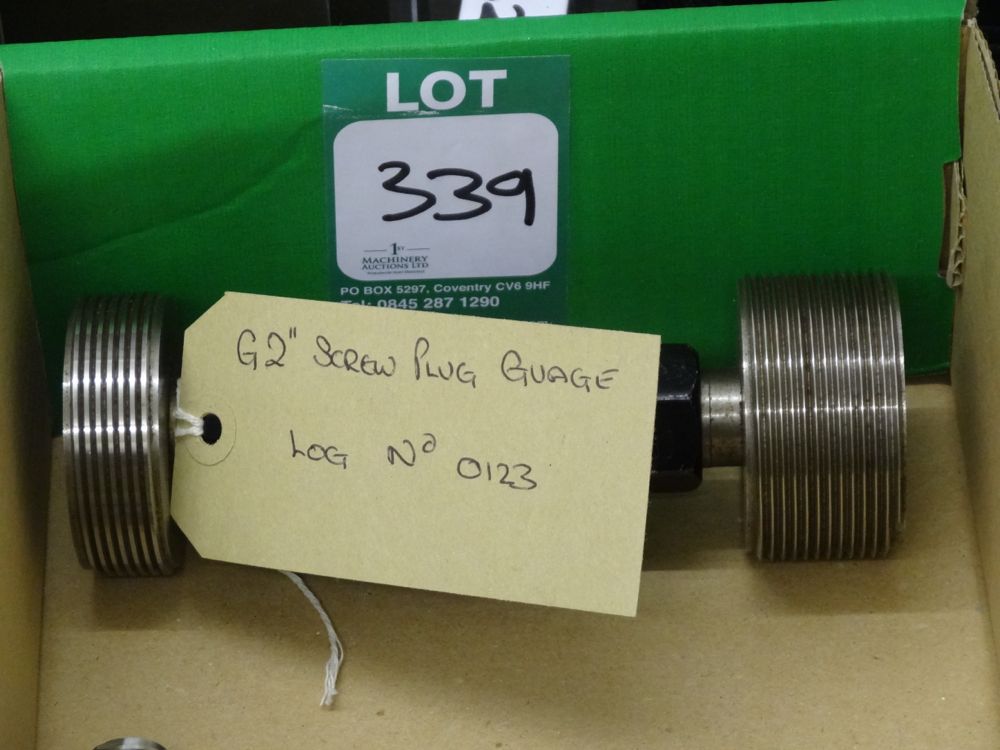 LOT
339
1ST
MACHINERY
AUCTIONS LTD
PO BOX 5297, Coventry CV6 9HF
Tel: 0845 287 1290
G2" SCREW PLUG GUAGE
LOG No 0123